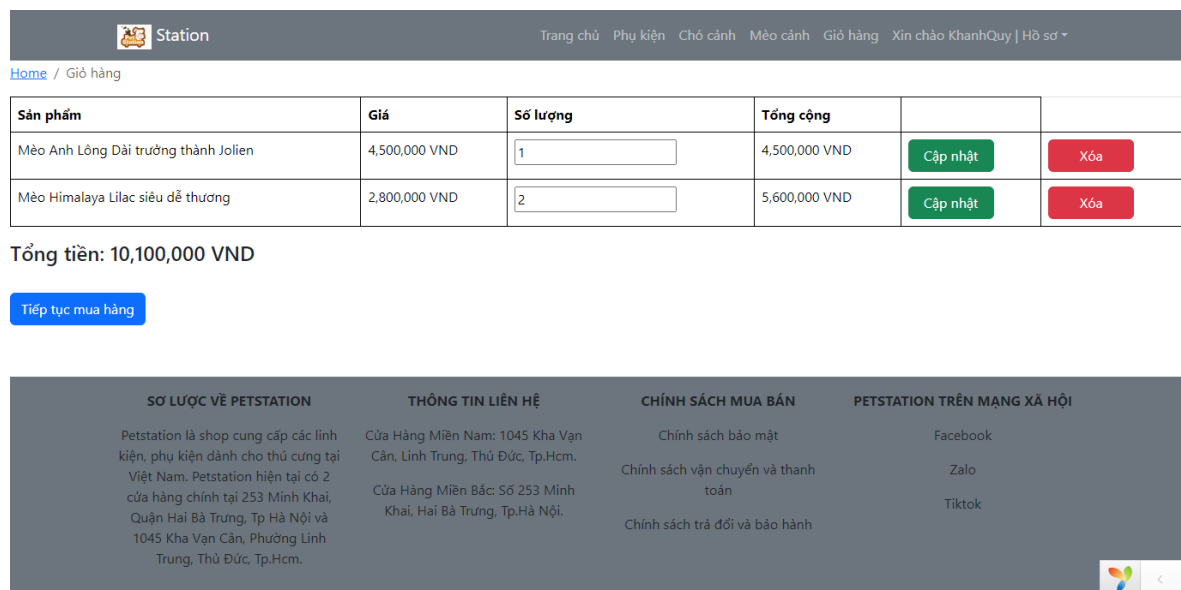 Station
Trang chủ Phụ kiện Chó cảnh Mèo cảnh Giỏ hàng Xin chào KhanhQuy | Hồ sơ
Home / Giỏ hàng
Sản phẩm Giá Số lượng Tổng cộng
Mèo Anh Lông Dài trưởng thành Jolien 4,500,000 VND 1 4,500,000 VND Cập nhật Xóa
Mèo Himalaya Lilac siêu dễ thương 2,800,000 VND 2 5,600,000 VND Cập nhật Xóa
Tổng tiền: 10,100,000 VND
Tiếp tục mua hàng
SƠ LƯỢC VỀ PETSTATION
Petstation là shop cung cấp các linh
kiện, phụ kiện dành cho thú cưng tại
Việt Nam. Petstation hiện tại có 2
cửa hàng chính tại 253 Minh Khai,
Quận Hai Bà Trưng, Tp Hà Nội và
1045 Kha Vạn Cân, Phường Linh
Trung, Thủ Đức, Tp.Hcm.
THÔNG TIN LIÊN HỆ
Cửa Hàng Miền Nam: 1045 Kha Vạn
Cân, Linh Trung, Thủ Đức, Tp.Hcm.
Cửa Hàng Miền Bắc: Số 253 Minh
Khai, Hai Bà Trưng, Tp.Hà Nội.
CHÍNH SÁCH MUA BÁN
Chính sách bảo mật
Chính sách vận chuyển và thanh
toán
Chính sách trả đổi và bảo hành
PETSTATION TRÊN MẠNG XÃ HỘI
Facebook
Zalo
Tiktok